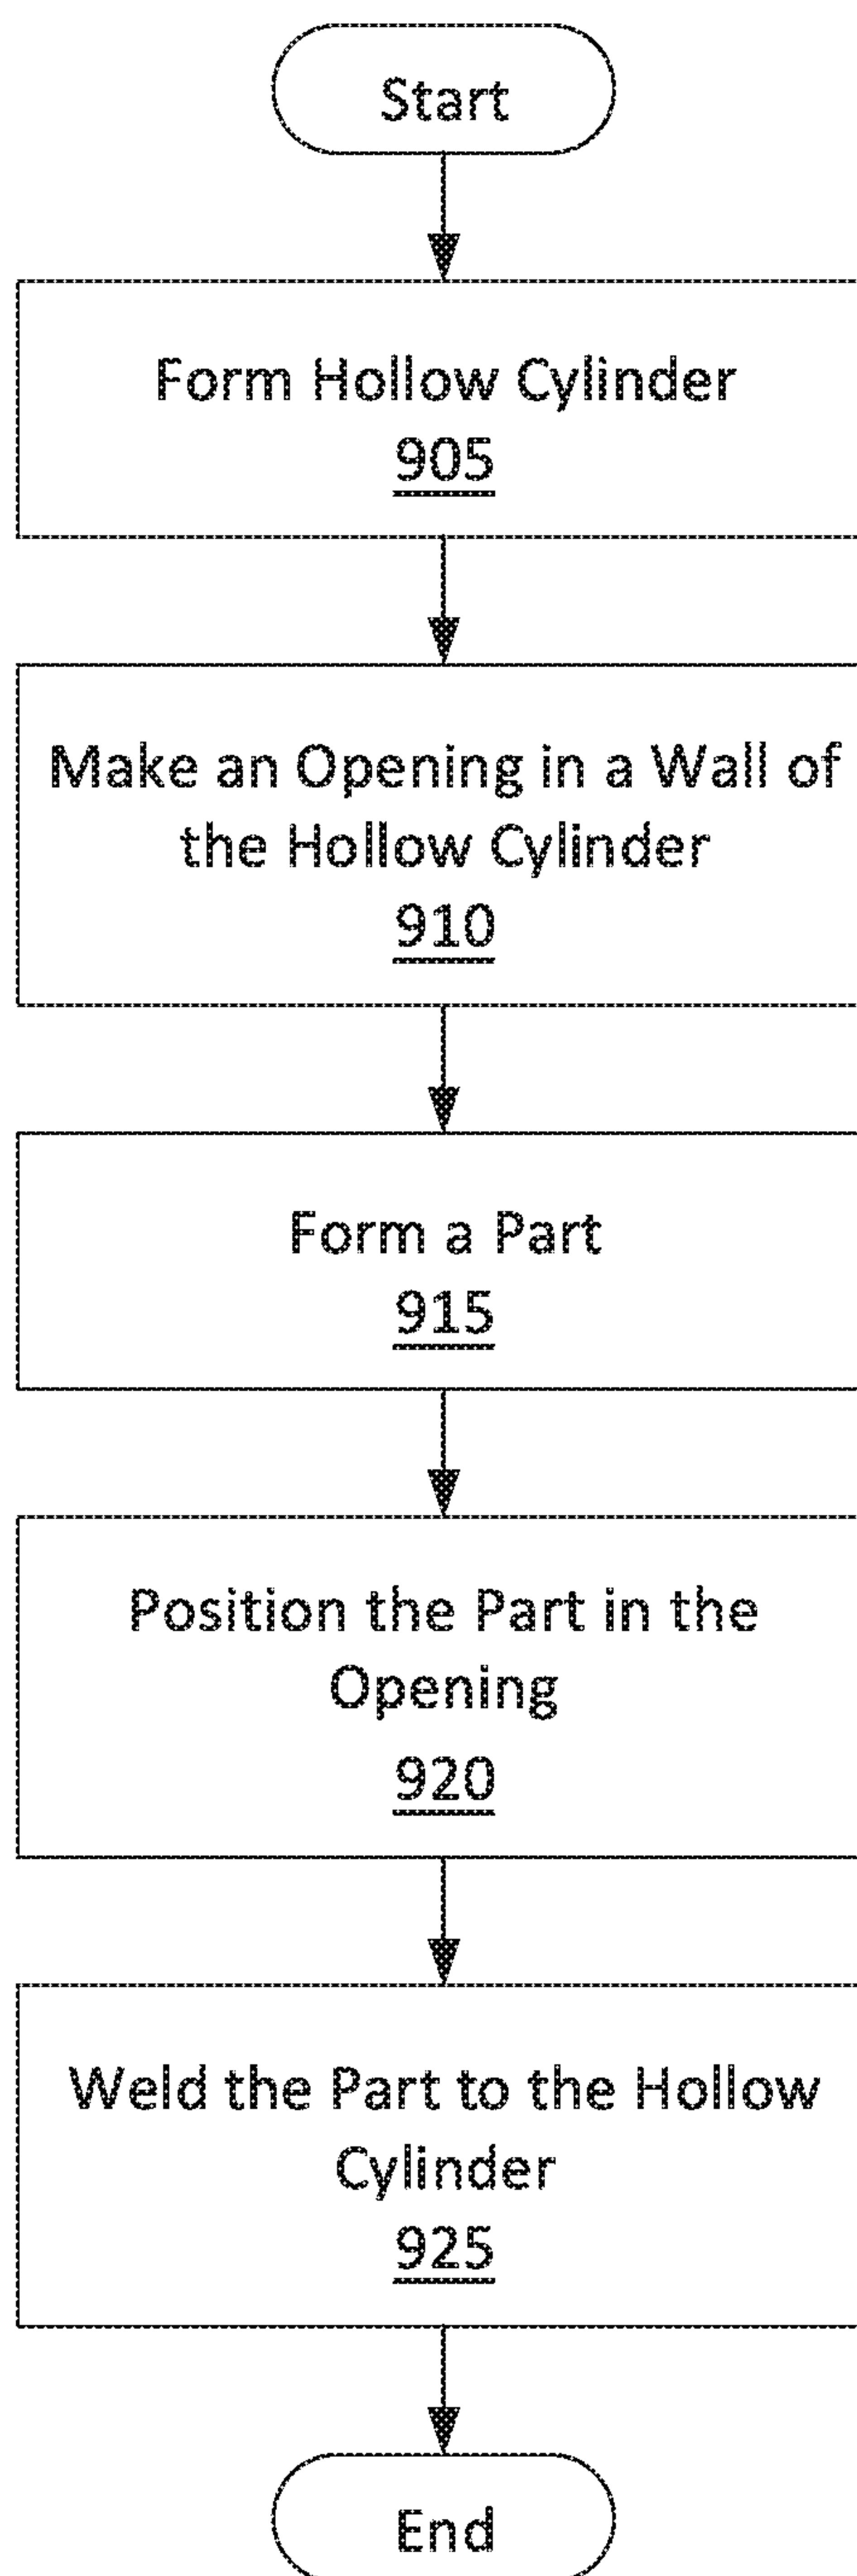 Start
Form Hollow Cylinder
905
Make an Opening in a Wall of
the Hollow Cylinder
910
Form a Part
915
Position the Part in the
Opening
920
Weld the Part to the Hollow
Cylinder
925
End